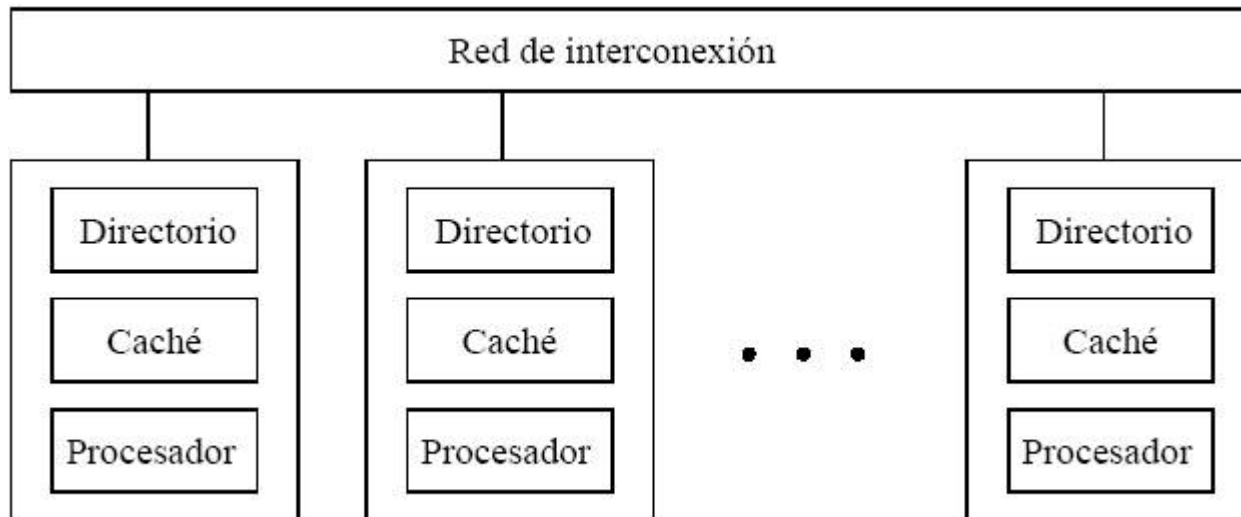 Red de interconexión
Directorio
Caché
Procesador
Directorio
Caché
Procesador
Directorio
Caché
Procesador